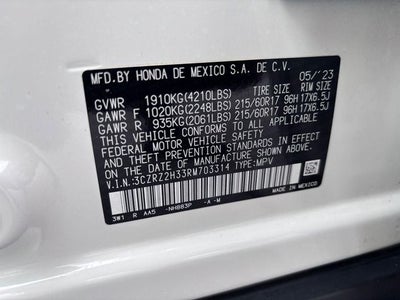 MFD.BY HONDA DE MEXICO S.A. DE C.V.
05/'23
TIRE SIZE RIM SIZE
GVWR 1910KG(4210LBS)
GAWR F 1020KG(2248LBS) 215/60R17 96H 17X6.5J
GAWR R 935KG(2061LBS) 215/60R17 96H 17X6.5J
THIS VEHICLE CONFORMS TO ALL APPLICABLE
FEDERAL MOTOR VEHICLE SAFETY, BUMPER, AND
THEFT PREVENTION STANDARDS IN EFFECT ON
THE DATE OF MANUFACTURE SHOWN ABOVE.
V.I.N.:3CZRZ2H33RM703314 TYPE:MPV
3W1 R AA5 -NH883P -A -M
MADE IN MEXICO